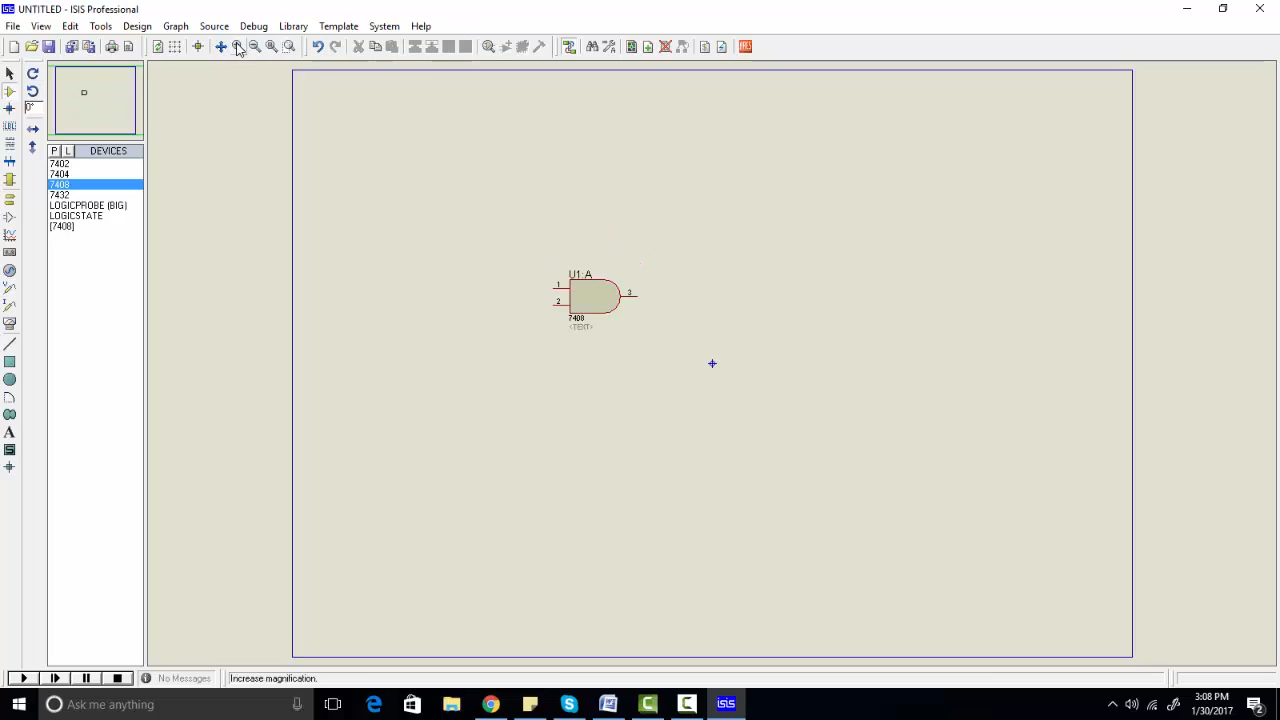 UNTITLED - ISIS Professional
File View Edit Tools Design Graph Source Debug Library Template System Help
0°
P L DEVICES
7402
7404
7408
7432
LOGICPROBE (BIG)
LOGICSTATE
[7408]
U1:A
1
2
3
7408
<TEXT>
No Messages
Increase magnification.
Ask me anything
3:08 PM
1/30/2017